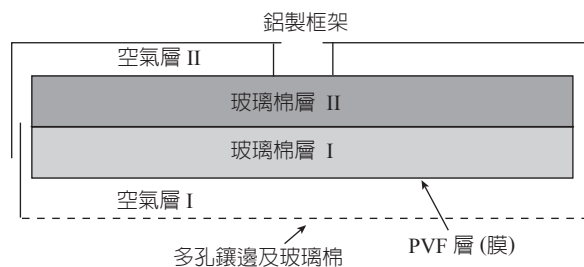 鋁製框架
空氣層 II
玻璃棉層 II
玻璃棉層 I
空氣層 I
多孔鑲邊及玻璃棉
PVF 層 (膜)